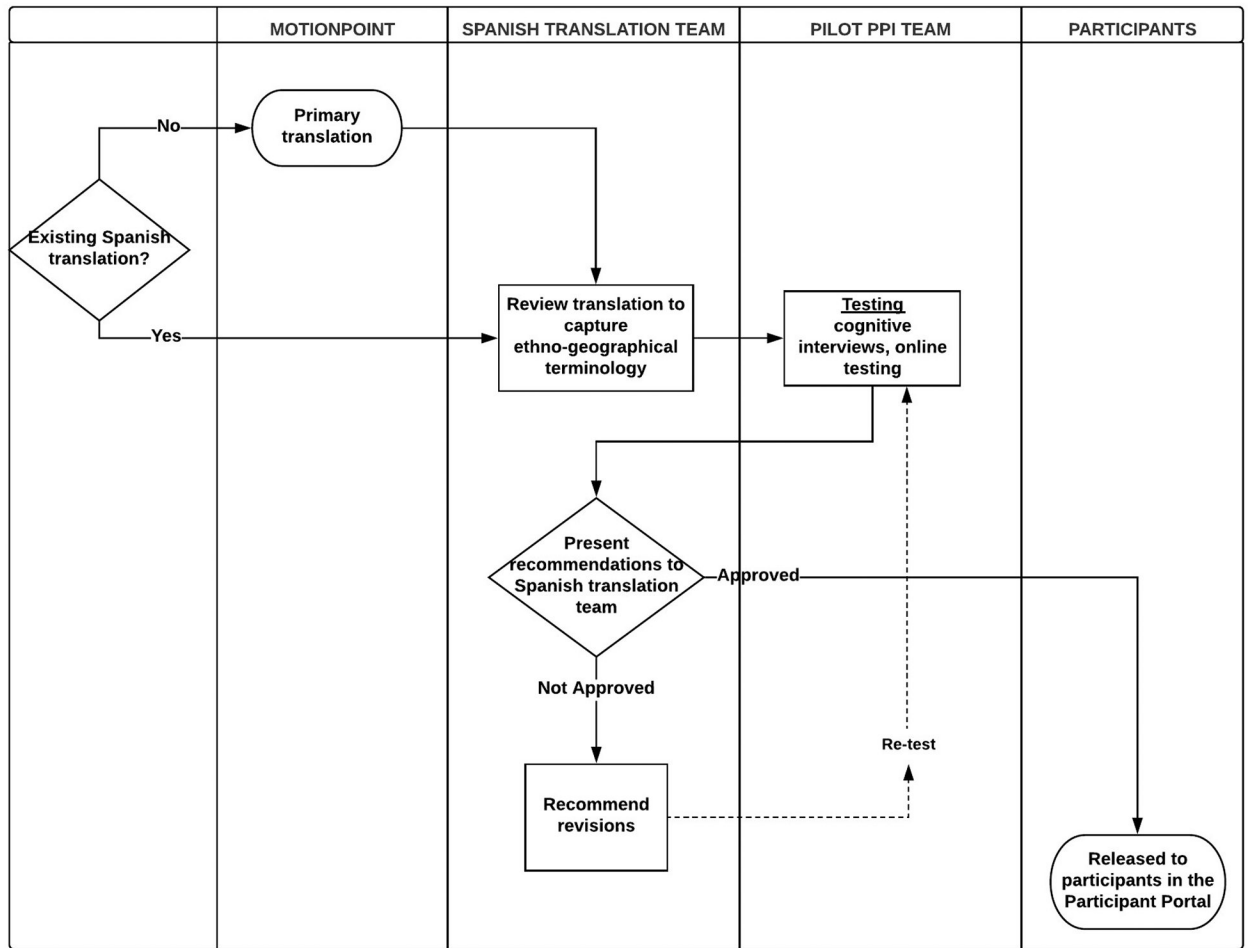 MOTIONPOINT
SPANISH TRANSLATION TEAM
PILOT PPI TEAM
PARTICIPANTS
No
Primary
translation
Existing Spanish
translation?
Yes
Review translation to
capture
ethno-geographical
terminology
Testing
cognitive
interviews, online
testing
Present
recommendations to
Spanish translation
team
Approved
Not Approved
Re-test
Recommend
revisions
Released to
participants in the
Participant Portal